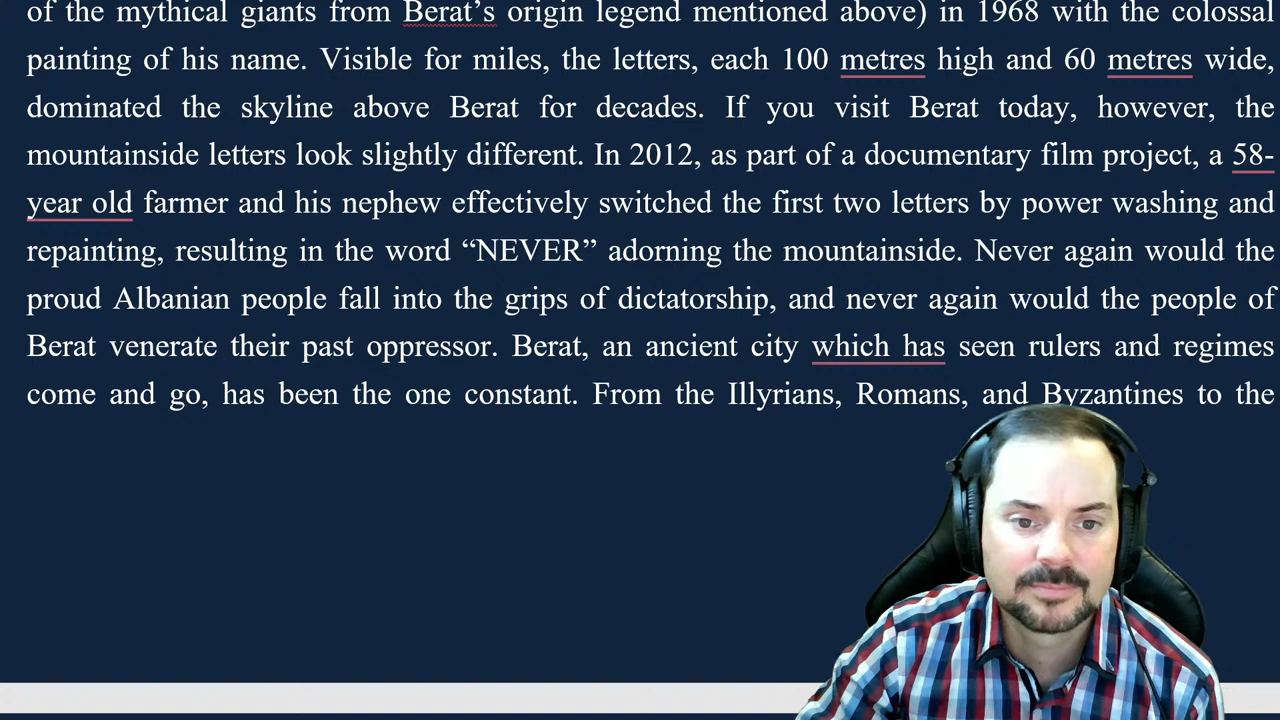 of the mythical giants from Berat’s origin legend mentioned above) in 1968 with the colossal
painting of his name. Visible for miles, the letters, each 100 metres high and 60 metres wide,
dominated the skyline above Berat for decades. If you visit Berat today, however, the
mountainside letters look slightly different. In 2012, as part of a documentary film project, a 58-
year old farmer and his nephew effectively switched the first two letters by power washing and
repainting, resulting in the word “NEVER” adorning the mountainside. Never again would the
proud Albanian people fall into the grips of dictatorship, and never again would the people of
Berat venerate their past oppressor. Berat, an ancient city which has seen rulers and regimes
come and go, has been the one constant. From the Illyrians, Romans, and Byzantines to the